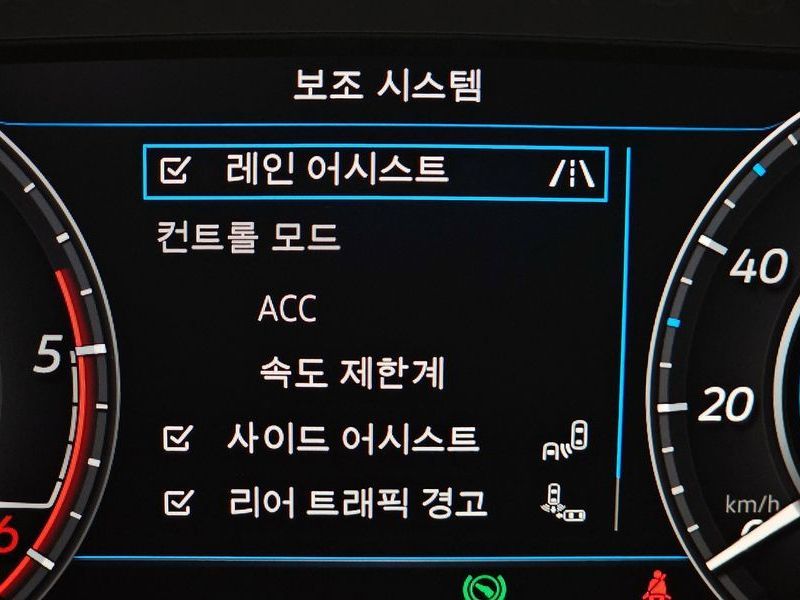 보조 시스템
레인 어시스트
컨트롤 모드
ACC
속도 제한계
사이드 어시스트
리어 트래픽 경고
5
6
40
20
km/h